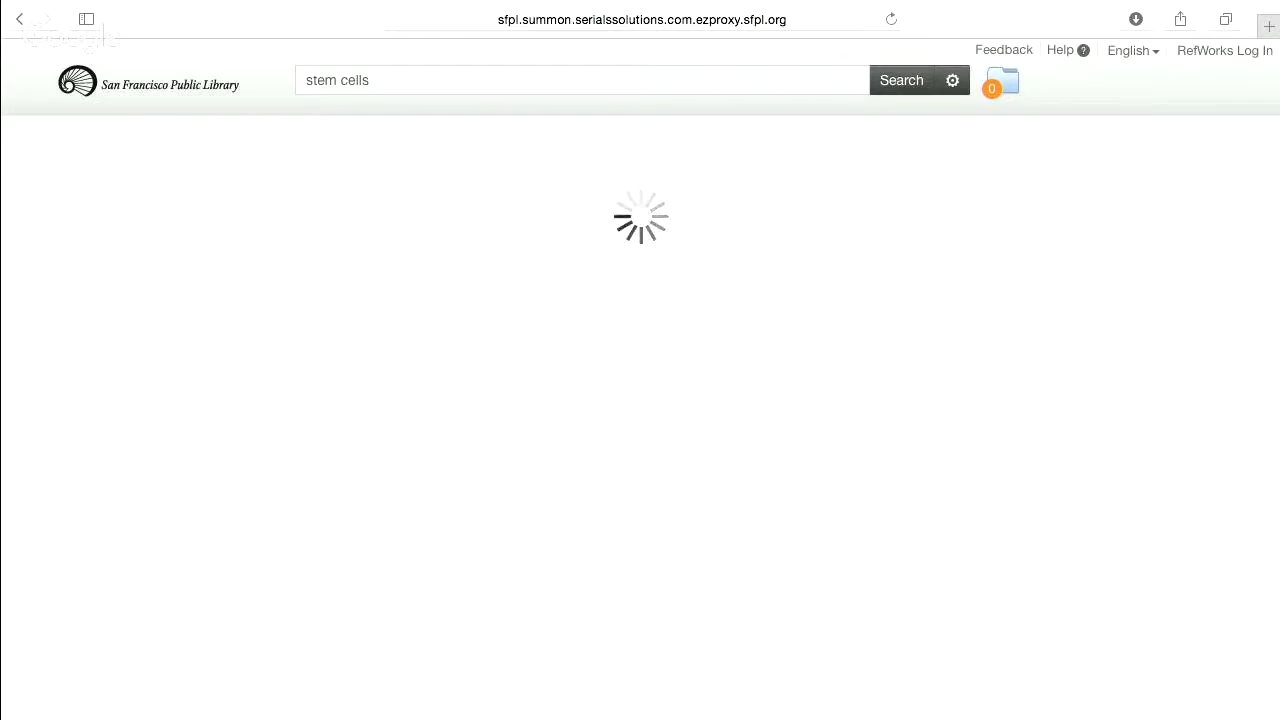 sfpl.summon.serialssolutions.com.ezproxy.sfpl.org
Google
Feedback Help ? English RefWorks Log In
San Francisco Public Library
stem cells
Search
0